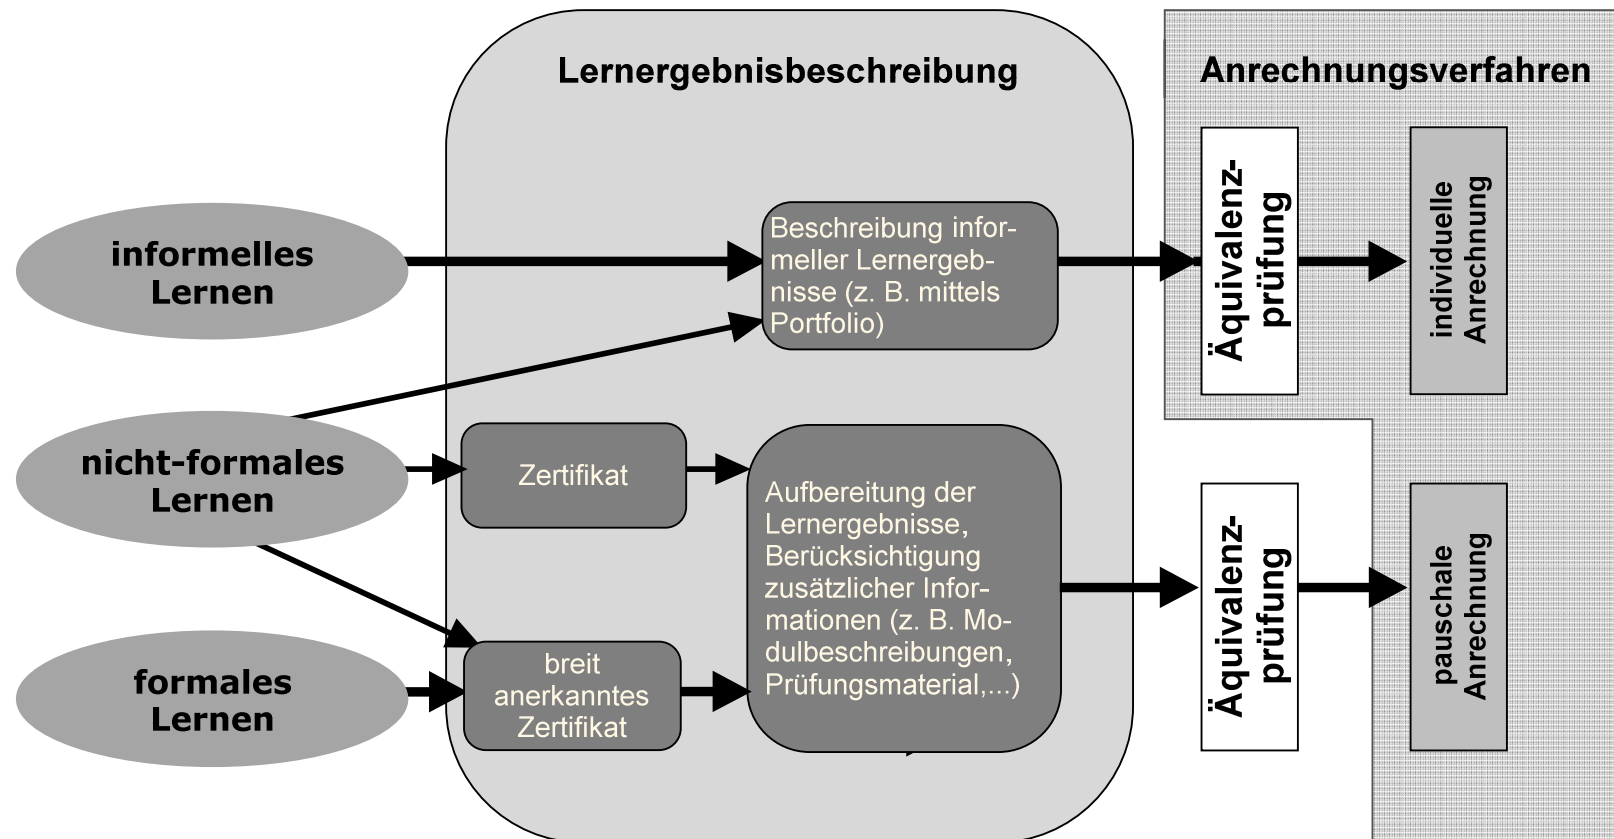 Lernergebnisbeschreibung
Anrechnungsverfahren
informelles
Lernen
Beschreibung infor-
meller Lernergeb-
nisse (z. B. mittels
Portfolio)
Äquivalenz-
prüfung
individuelle
Anrechnung
nicht-formales
Lernen
Zertifikat
Aufbereitung der
Lernergebnisse,
Berücksichtigung
zusätzlicher Infor-
mationen (z. B. Mo-
dulbeschreibungen,
Prüfungsmaterial,...)
Äquivalenz-
prüfung
pauschale
Anrechnung
formales
Lernen
breit
anerkanntes
Zertifikat